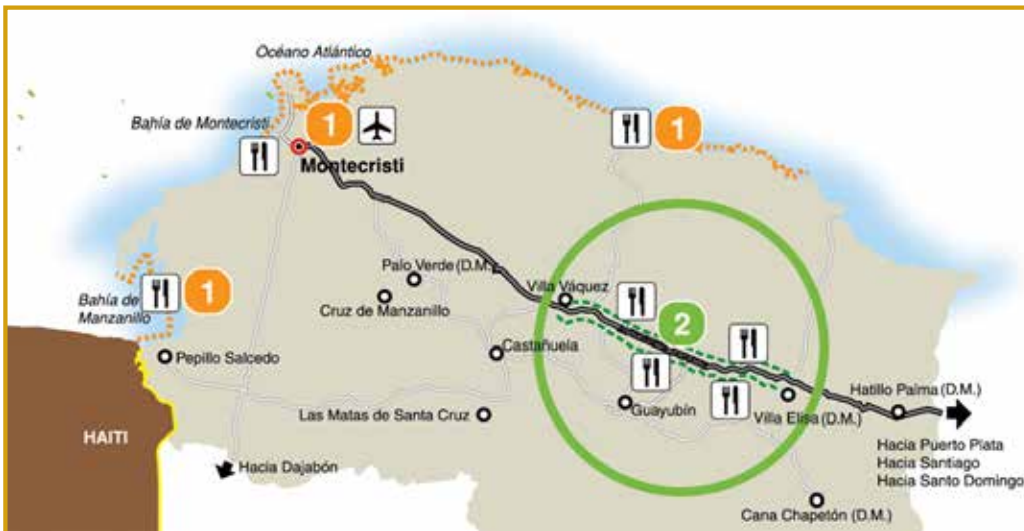 Océano Atlántico
Bahía de Montecristi
1
1
Montecristi
Palo Verde (D.M.)
Villa Váquez
Cruz de Manzanillo
1
Bahía de
Manzanillo
2
Castañuela
Pepillo Salcedo
Hatillo Palma (D.M.)
Guayubín
Villa Elisa (D.M.)
Las Matas de Santa Cruz
HAITI
Hacia Dajabón
Hacia Puerto Plata
Hacia Santiago
Hacia Santo Domingo
Cana Chapetón (D.M.)